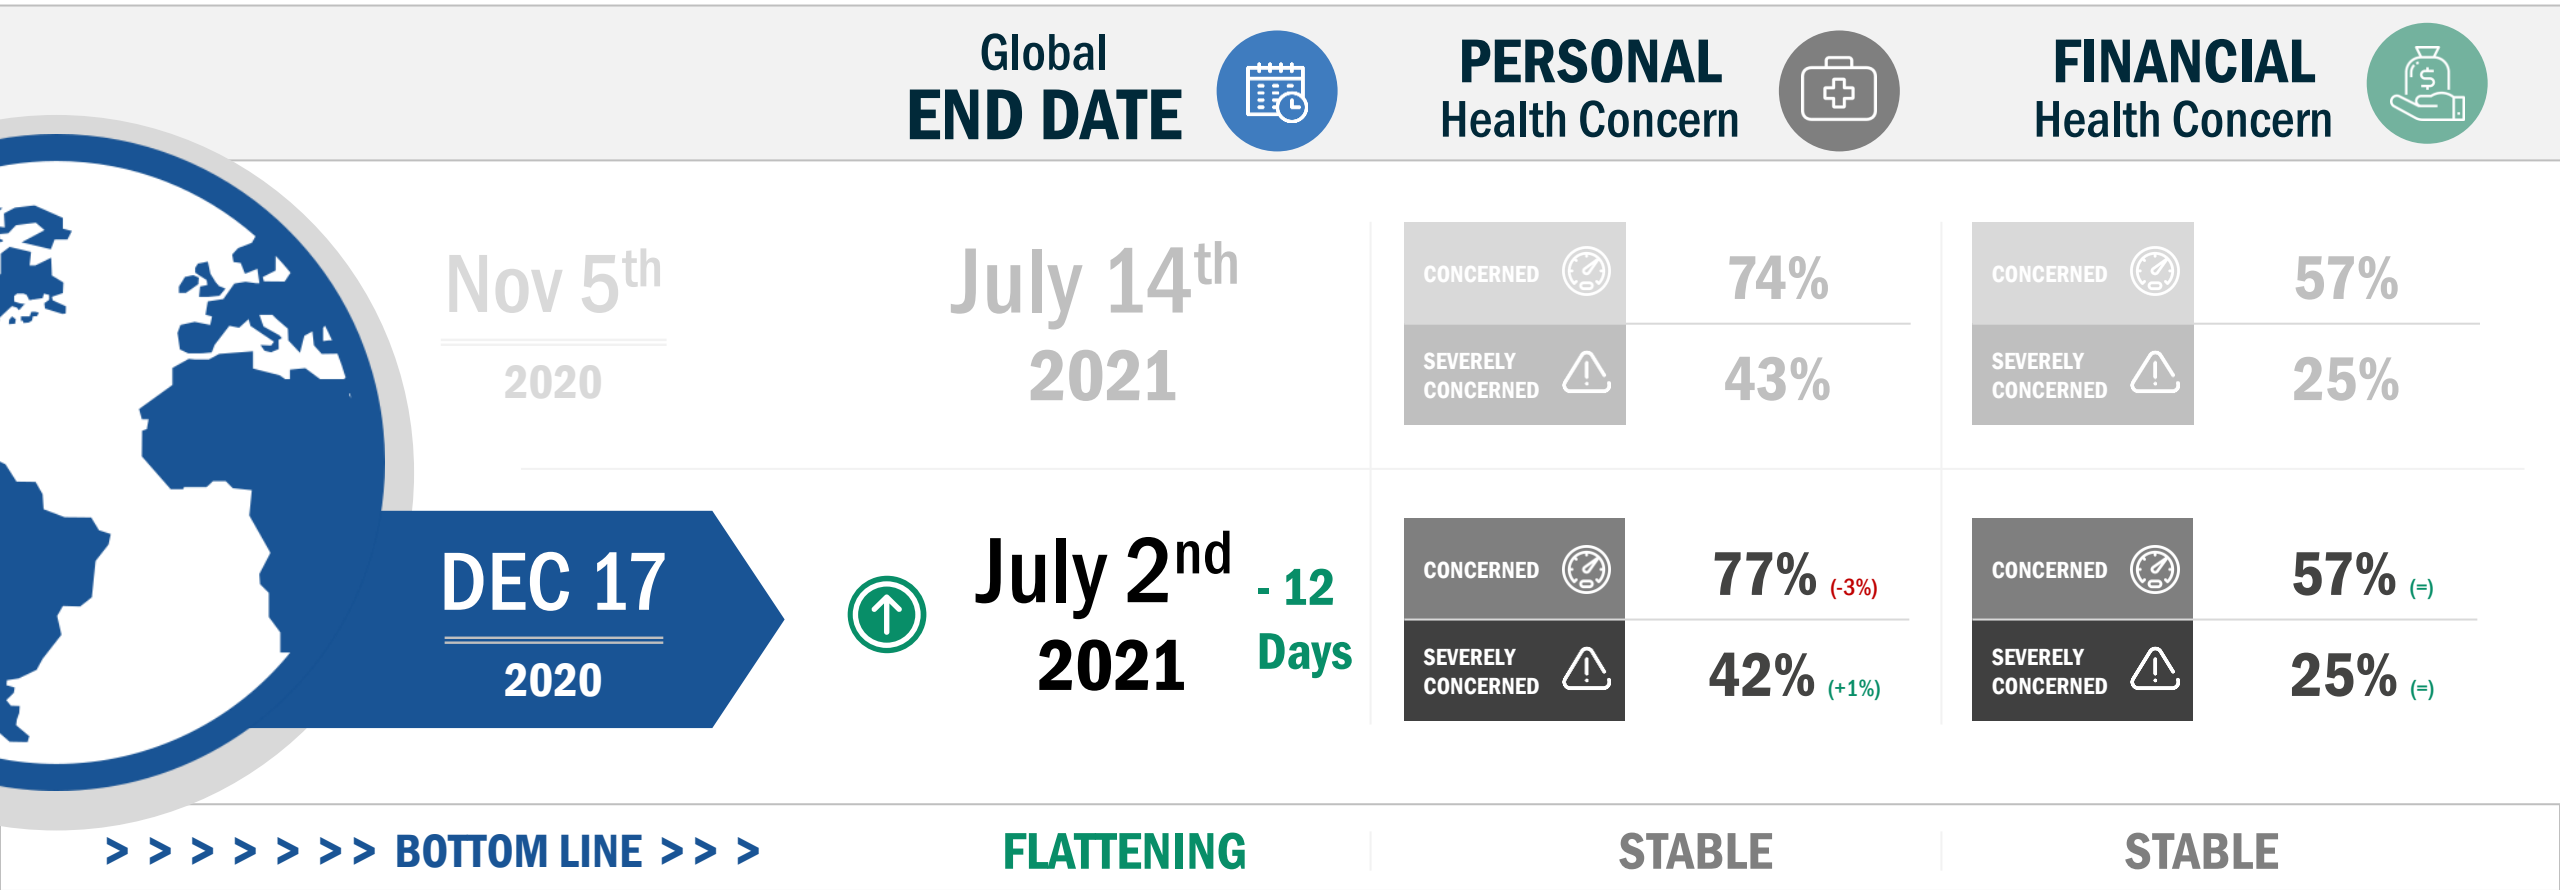 Global
END DATE
PERSONAL
Health Concern
FINANCIAL
Health Concern
$
Nov 5th
2020
July 14th
2021
CONCERNED
74%
SEVERELY
CONCERNED
43%
CONCERNED
57%
SEVERELY
CONCERNED
25%
DEC 17
2020
July 2nd
2021
- 12
Days
CONCERNED
77% (-3%)
SEVERELY
CONCERNED
42% (+1%)
CONCERNED
57% (=)
SEVERELY
CONCERNED
25% (=)
> > > > > > > BOTTOM LINE > > >
FLATTENING
STABLE
STABLE